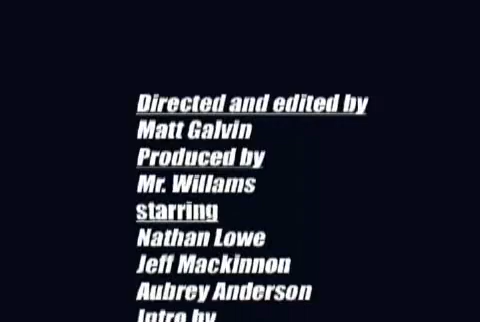 Directed and edited by
Matt Galvin
Produced by
Mr. Willams
starring
Nathan Lowe
Jeff Mackinnon
Aubrey Anderson
Intro by